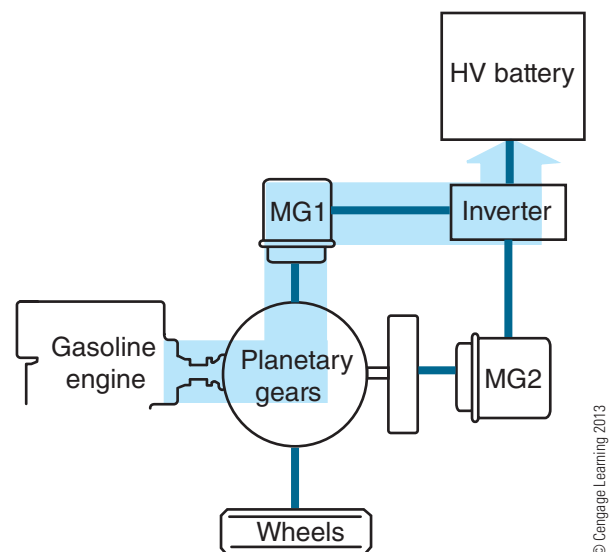 HV battery
MG1
Inverter
Gasoline
engine
Planetary
gears
MG2
Wheels
© Cengage Learning 2013